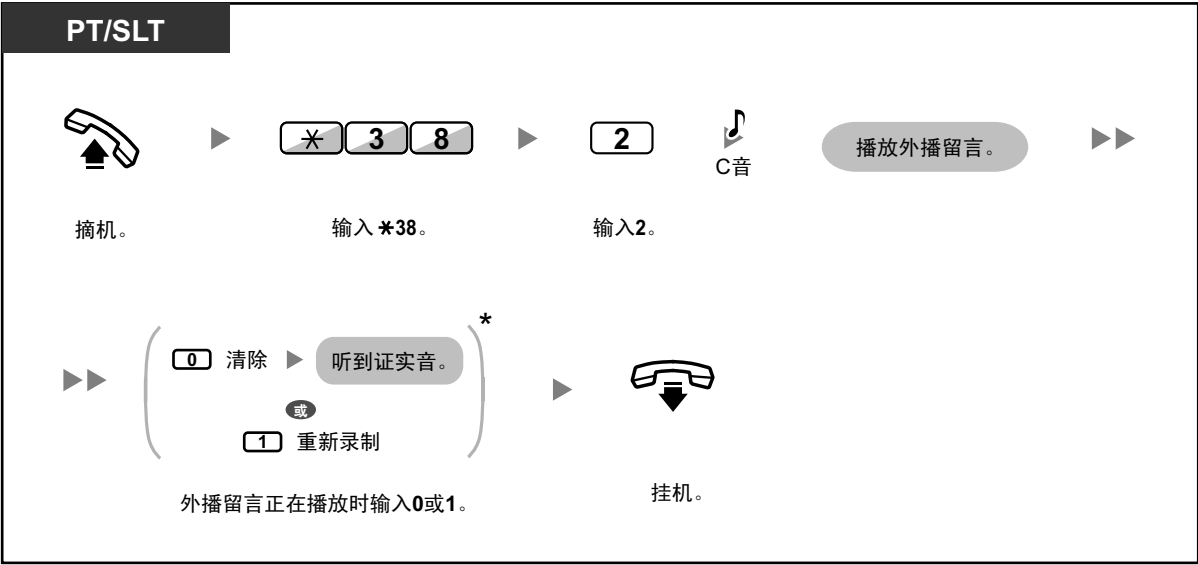 PT/SLT
✳ 3 8
2
C音
播放外播留言。
摘机。
输入✳38。
输入2。
*
0 清除
听到证实音。
或
1 重新录制
外播留言正在播放时输入0或1。
挂机。